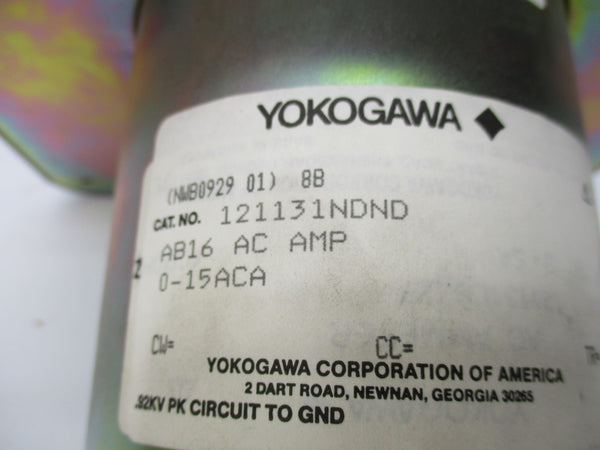 YOKOGAWA
(NWB0929 01) 8B
CAT. NO. 121131NDND
AB16 AC AMP
0-15ACA
CW= CC=
YOKOGAWA CORPORATION OF AMERICA
2 DART ROAD, NEWNAN, GEORGIA 30265
.92KV PK CIRCUIT TO GND